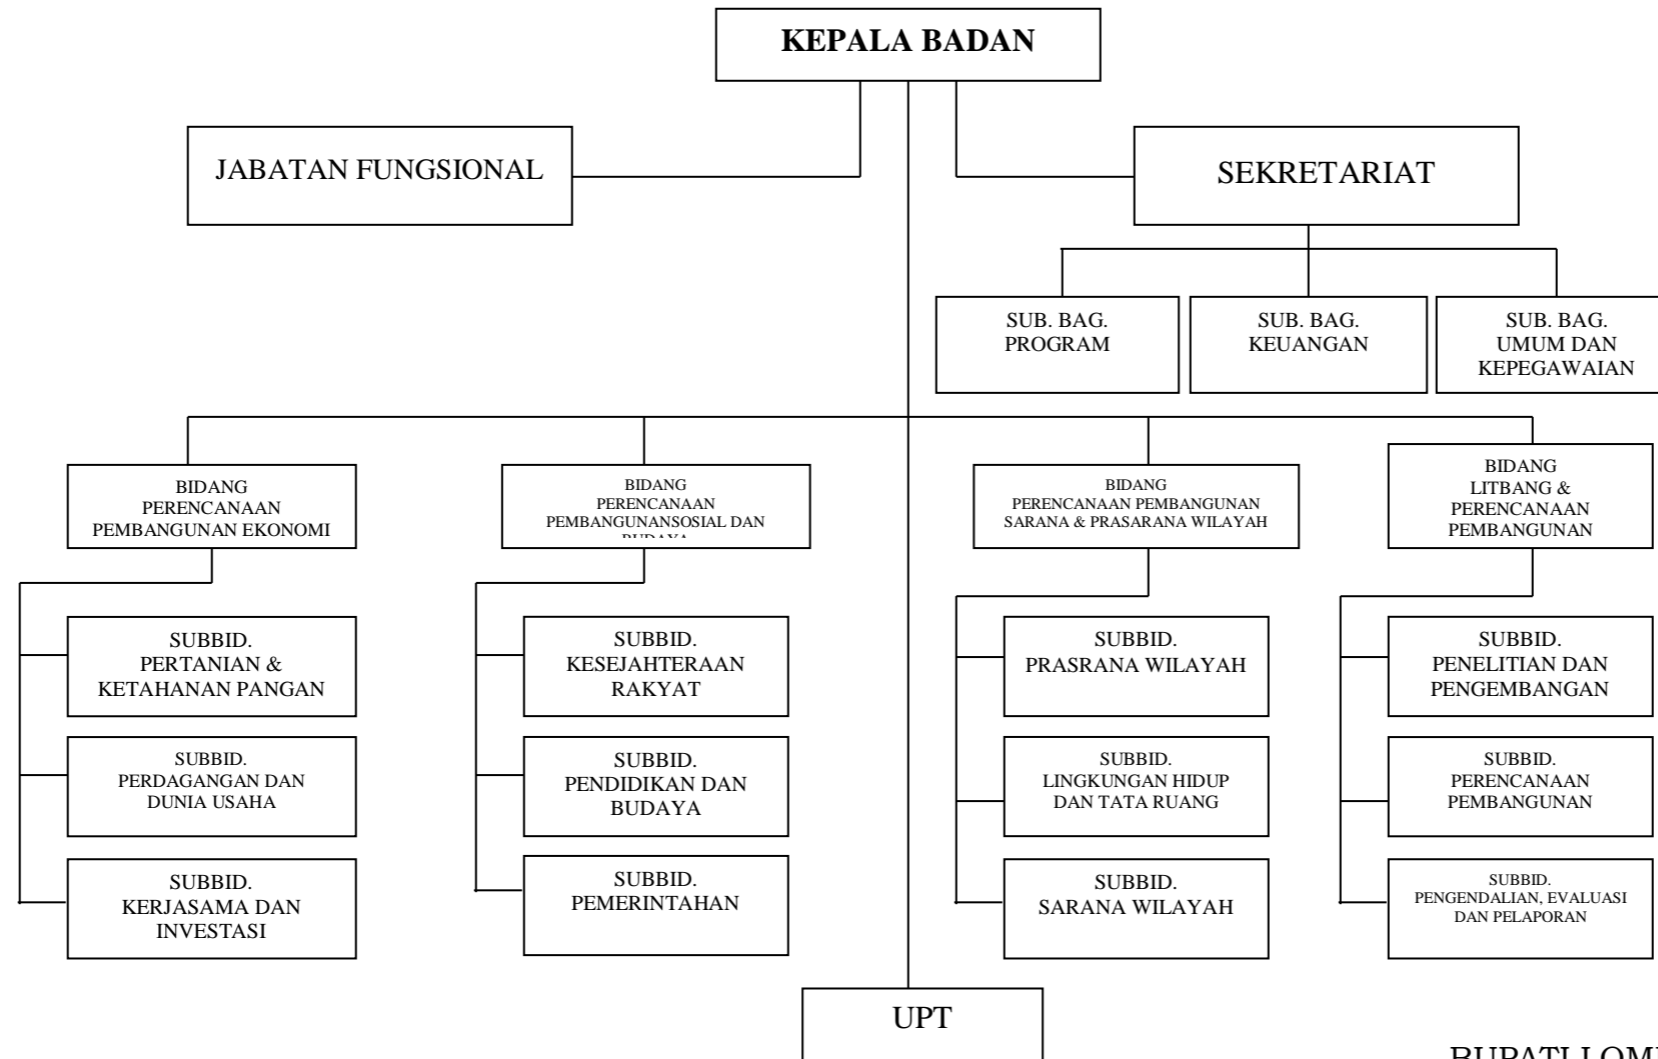 KEPALA BADAN
JABATAN FUNGSIONAL
SEKRETARIAT
SUB. BAG.
PROGRAM
SUB. BAG.
KEUANGAN
SUB. BAG.
UMUM DAN
KEPEGAWAIAN
BIDANG
PERENCANAAN
PEMBANGUNAN EKONOMI
BIDANG
PERENCANAAN
PEMBANGUNANSOSIAL DAN
BUDAYA
BIDANG
PERENCANAAN PEMBANGUNAN
SARANA & PRASARANA WILAYAH
BIDANG
LITBANG &
PERENCANAAN
PEMBANGUNAN
SUBBID.
PERTANIAN &
KETAHANAN PANGAN
SUBBID.
KESEJAHTERAAN
RAKYAT
SUBBID.
PRASRANA WILAYAH
SUBBID.
PENELITIAN DAN
PENGEMBANGAN
SUBBID.
PERDAGANGAN DAN
DUNIA USAHA
SUBBID.
PENDIDIKAN DAN
BUDAYA
SUBBID.
LINGKUNGAN HIDUP
DAN TATA RUANG
SUBBID.
PERENCANAAN
PEMBANGUNAN
SUBBID.
KERJASAMA DAN
INVESTASI
SUBBID.
PEMERINTAHAN
SUBBID.
SARANA WILAYAH
SUBBID.
PENGENDALIAN, EVALUASI
DAN PELAPORAN
UPT
BUPATI